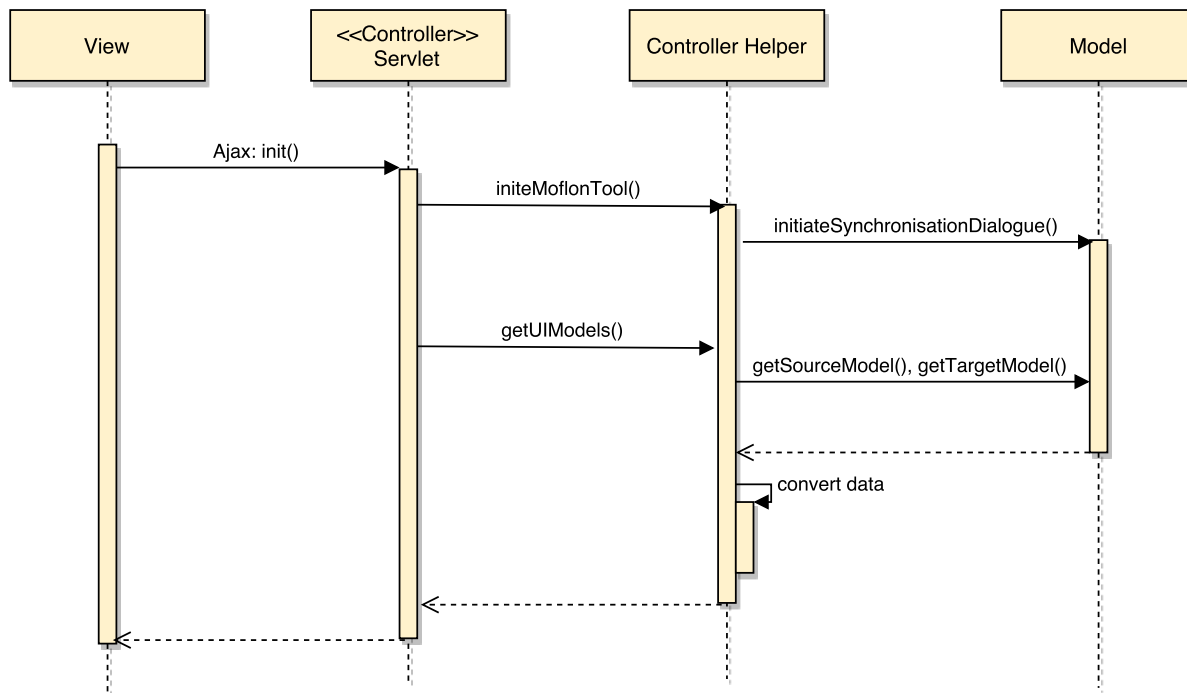 View
<<Controller>>
Servlet
Controller Helper
Model
Ajax: init()
initeMoflonTool()
initiateSynchronisationDialogue()
getUIModels()
getSourceModel(), getTargetModel()
convert data